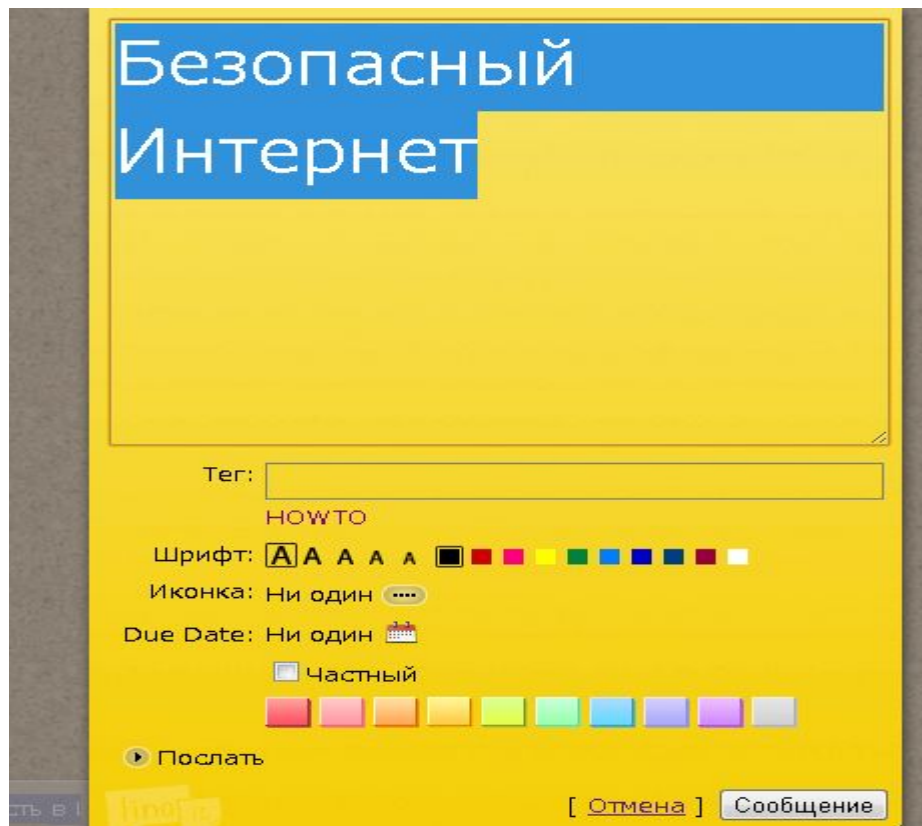 Безопасный
Интернет
Тег:
HOWTO
Шрифт: A A A A A
Иконка: Ни один
Due Date: Ни один
Частный
Послать
[ Отмена ] Сообщение